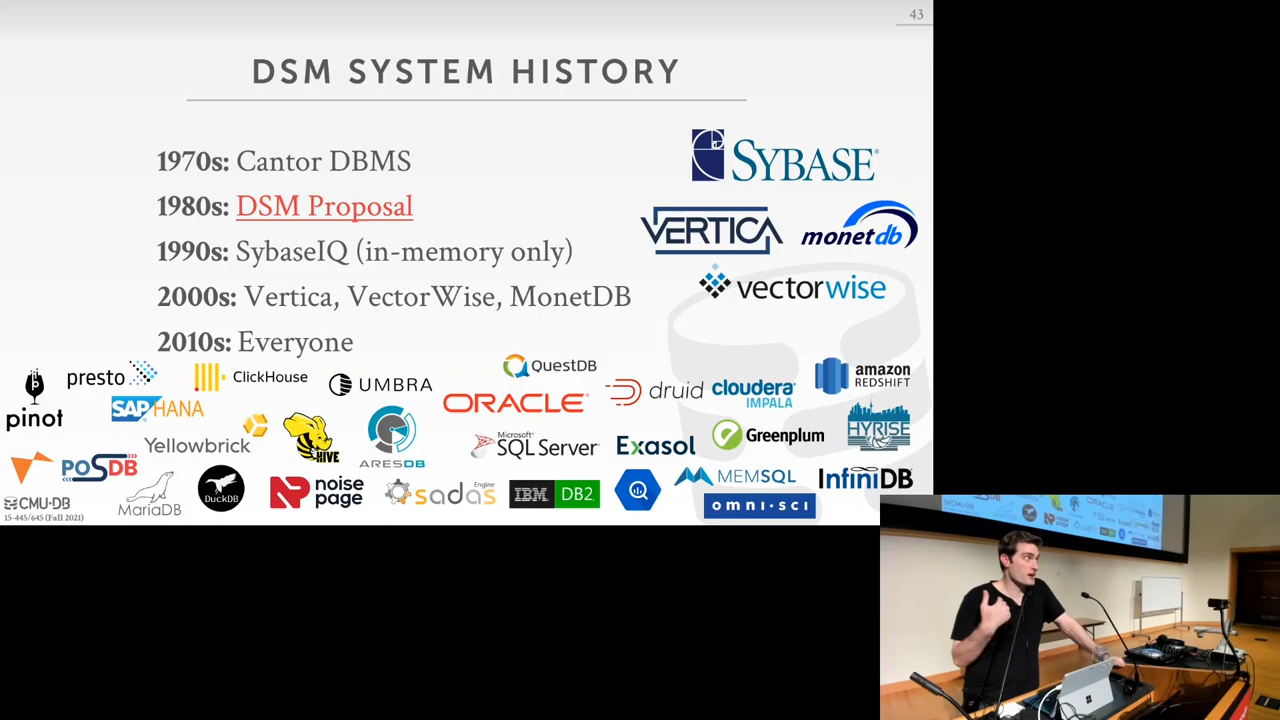 43
DSM SYSTEM HISTORY
1970s: Cantor DBMS
1980s: DSM Proposal
1990s: SybaseIQ (in-memory only)
2000s: Vertica, VectorWise, MonetDB
2010s: Everyone
SYBASE®
VERTICA
monetdb
vectorwise
pinot
presto
ClickHouse
UMBRA
QuestDB
druid
cloudera
IMPALA
amazon
REDSHIFT
SAP HANA
ORACLE
Yellowbrick
HIVE
ARESDB
Microsoft
SQL Server
Exasol
Greenplum
HYRISE
POSDB
MariaDB
DuckDB
noise
page
sadas Engine
IBM DB2
MEMSQL
InfiniDB
omni·sci
CMU·DB
15-445/645 (Fall 2021)